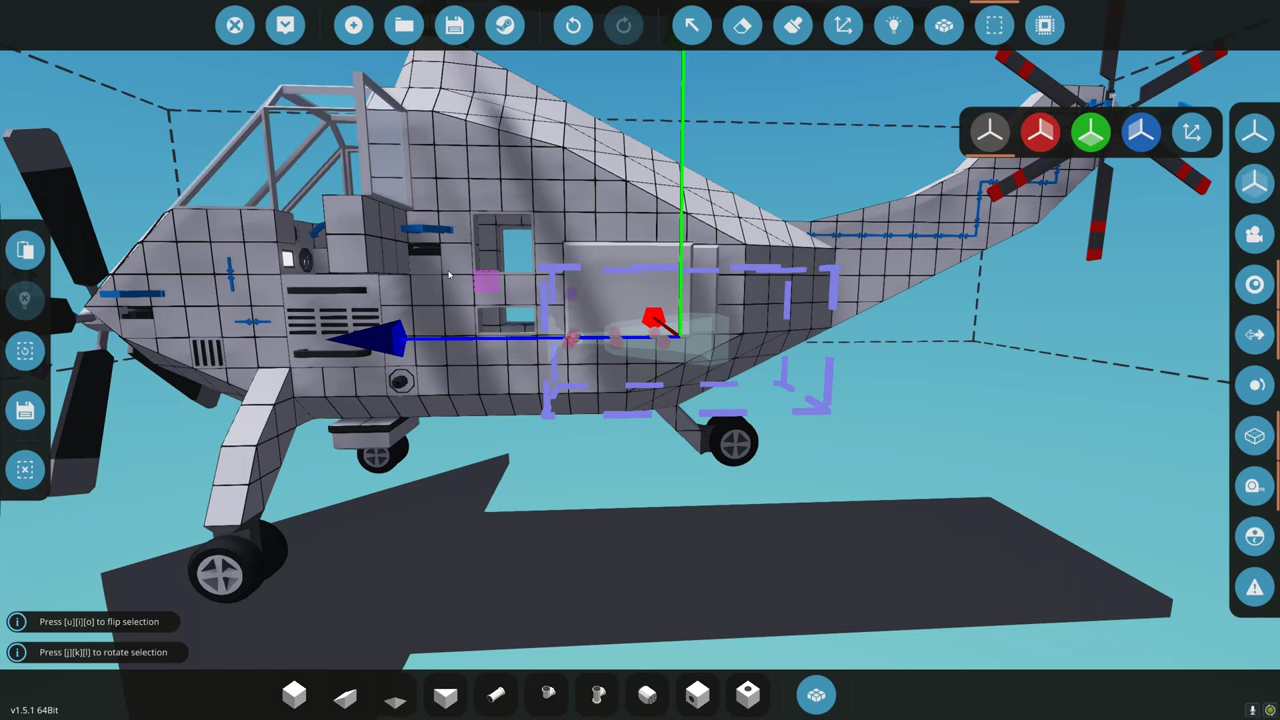 Press [u][i][o] to flip selection
Press [j][k][l] to rotate selection
v1.5.1 64Bit